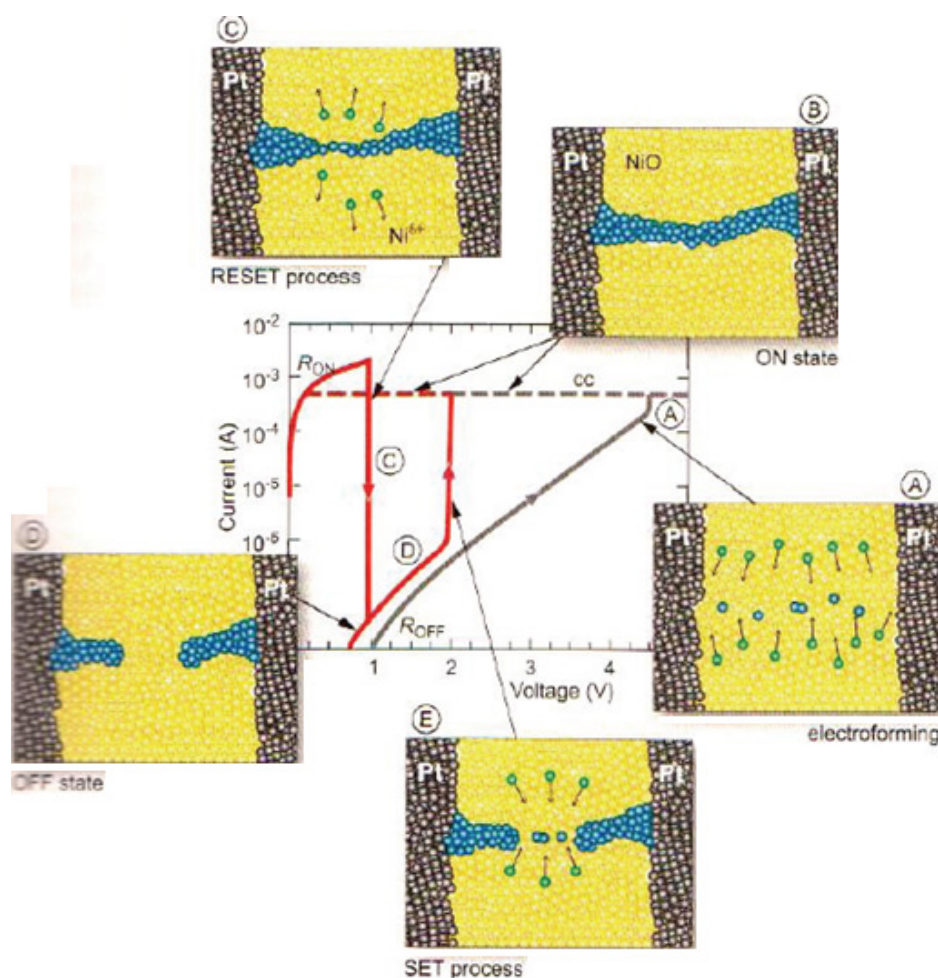 C
Pt Pt
Ni^δ+
RESET process
B
Pt NiO Pt
ON state
10^-2
10^-3
10^-4
10^-5
10^-6
Current (A)
R_ON
cc
A
C
D
R_OFF
1 2 3 4
Voltage (V)
A
Pt Pt
electroforming
D
Pt Pt
OFF state
E
Pt Pt
SET process